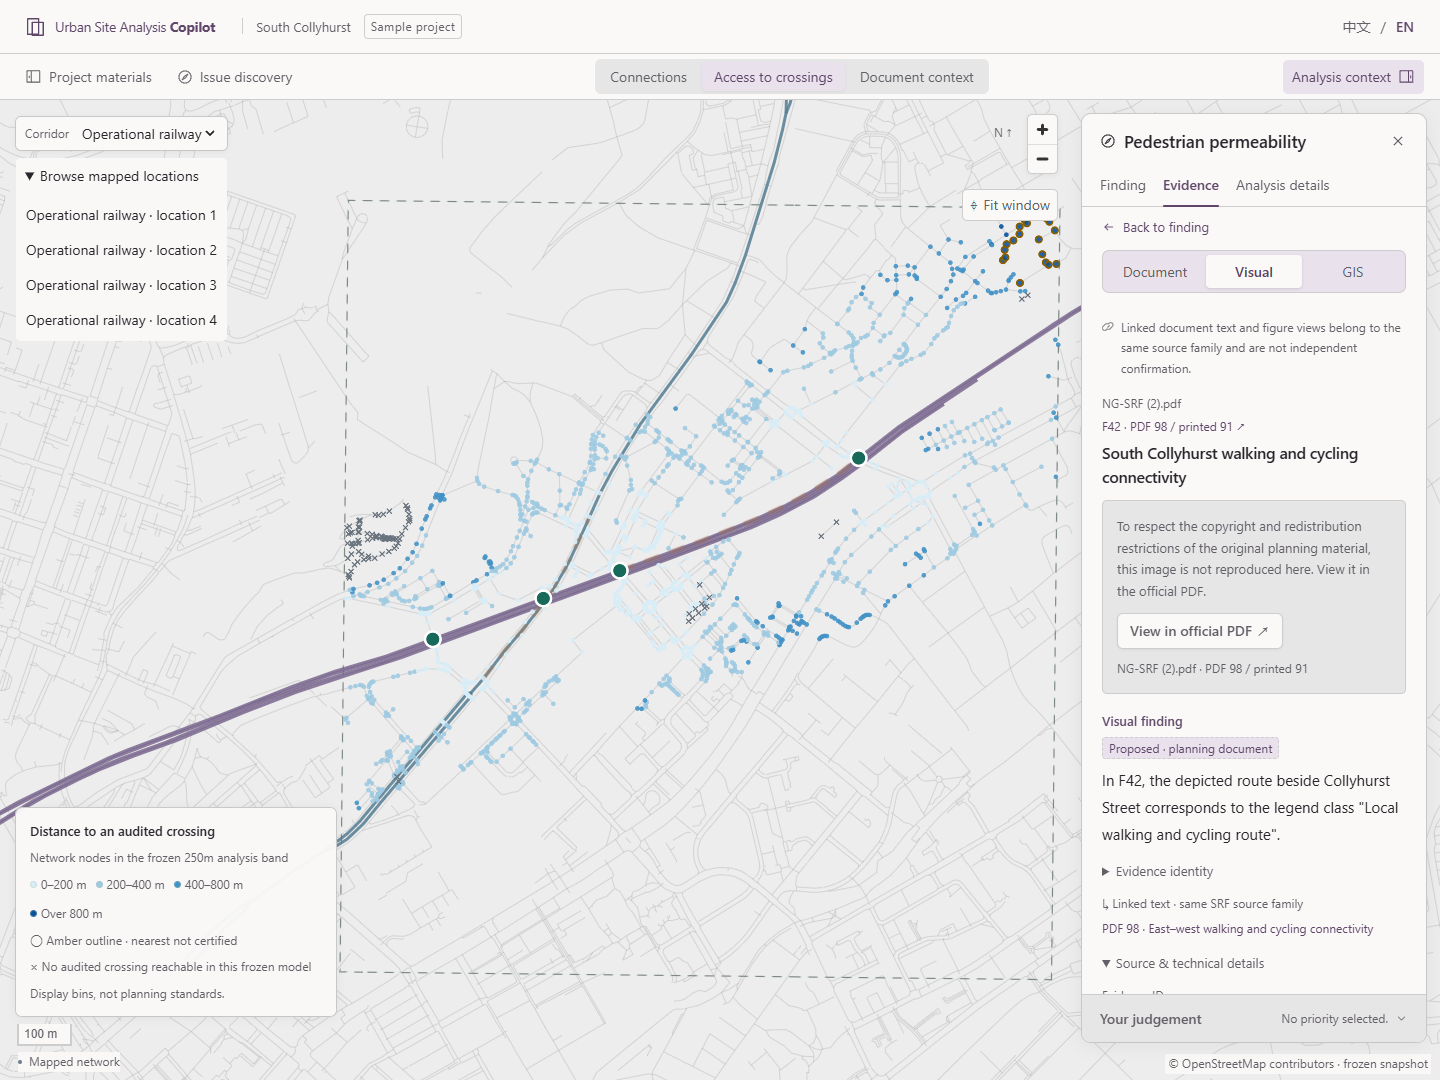 Urban Site Analysis Copilot
South Collyhurst
Sample project
中文 / EN
Project materials
Issue discovery
Connections
Access to crossings
Document context
Analysis context
Corridor Operational railway
▼ Browse mapped locations
Operational railway · location 1
Operational railway · location 2
Operational railway · location 3
Operational railway · location 4
N ↑
+
−
Fit window
Distance to an audited crossing
Network nodes in the frozen 250m analysis band
0–200 m 200–400 m 400–800 m
Over 800 m
Amber outline · nearest not certified
× No audited crossing reachable in this frozen model
Display bins, not planning standards.
100 m
Mapped network
Pedestrian permeability
Finding Evidence Analysis details
← Back to finding
Document Visual GIS
Linked document text and figure views belong to the
same source family and are not independent
confirmation.
NG-SRF (2).pdf
F42 · PDF 98 / printed 91 ↗
South Collyhurst walking and cycling
connectivity
To respect the copyright and redistribution
restrictions of the original planning material,
this image is not reproduced here. View it in
the official PDF.
View in official PDF ↗
NG-SRF (2).pdf · PDF 98 / printed 91
Visual finding
Proposed · planning document
In F42, the depicted route beside Collyhurst
Street corresponds to the legend class "Local
walking and cycling route".
▶ Evidence identity
↳ Linked text · same SRF source family
PDF 98 · East–west walking and cycling connectivity
▼ Source & technical details
Your judgement
No priority selected.
© OpenStreetMap contributors · frozen snapshot